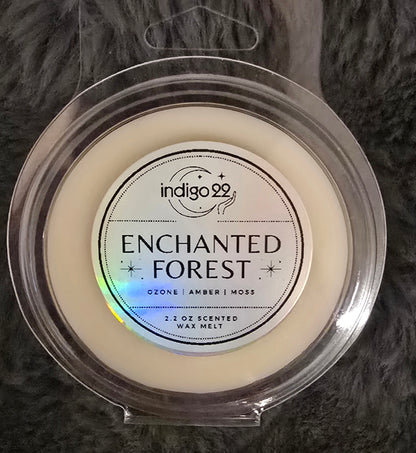 indigo22
ENCHANTED
FOREST
OZONE | AMBER | MOSS
2.2 OZ SCENTED
WAX MELT